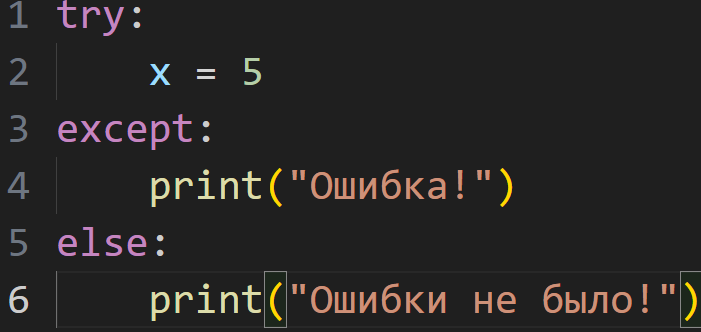 1 try:
2     x = 5
3 except:
4     print("Ошибка!")
5 else:
6     print("Ошибки не было!")